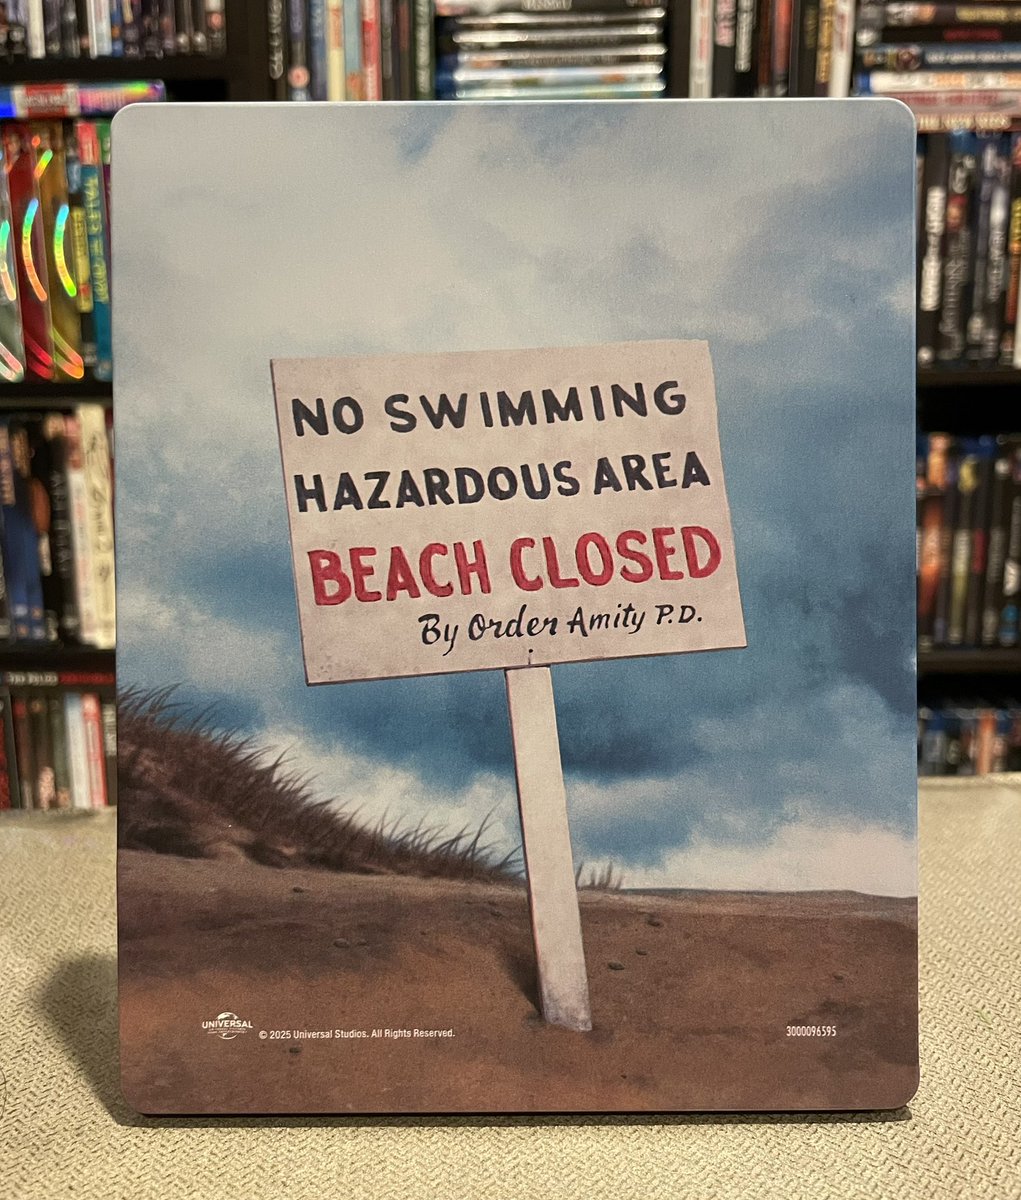 NO SWIMMING
HAZARDOUS AREA
BEACH CLOSED
By Order Amity P.D.
UNIVERSAL
© 2025 Universal Studios. All Rights Reserved.
3000096595